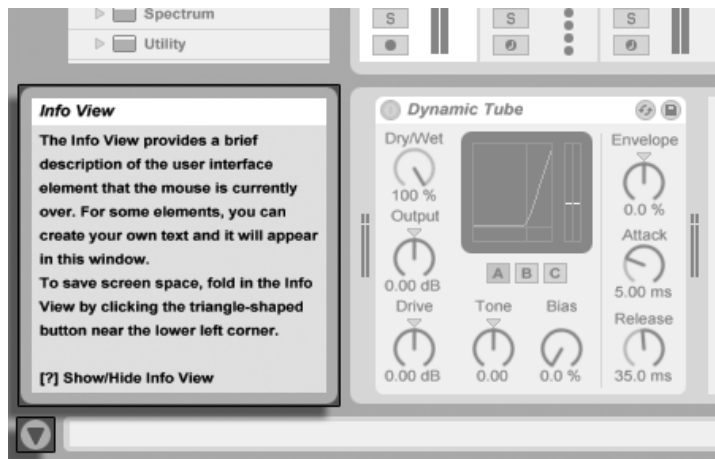 Spectrum
Utility
S
S
S
Info View
The Info View provides a brief
description of the user interface
element that the mouse is currently
over. For some elements, you can
create your own text and it will appear
in this window.
To save screen space, fold in the Info
View by clicking the triangle-shaped
button near the lower left corner.
[?] Show/Hide Info View
Dynamic Tube
Dry/Wet
100 %
Output
0.00 dB
Drive
0.00 dB
A B C
Tone
0.00
Bias
0.0 %
Envelope
0.0 %
Attack
5.00 ms
Release
35.0 ms